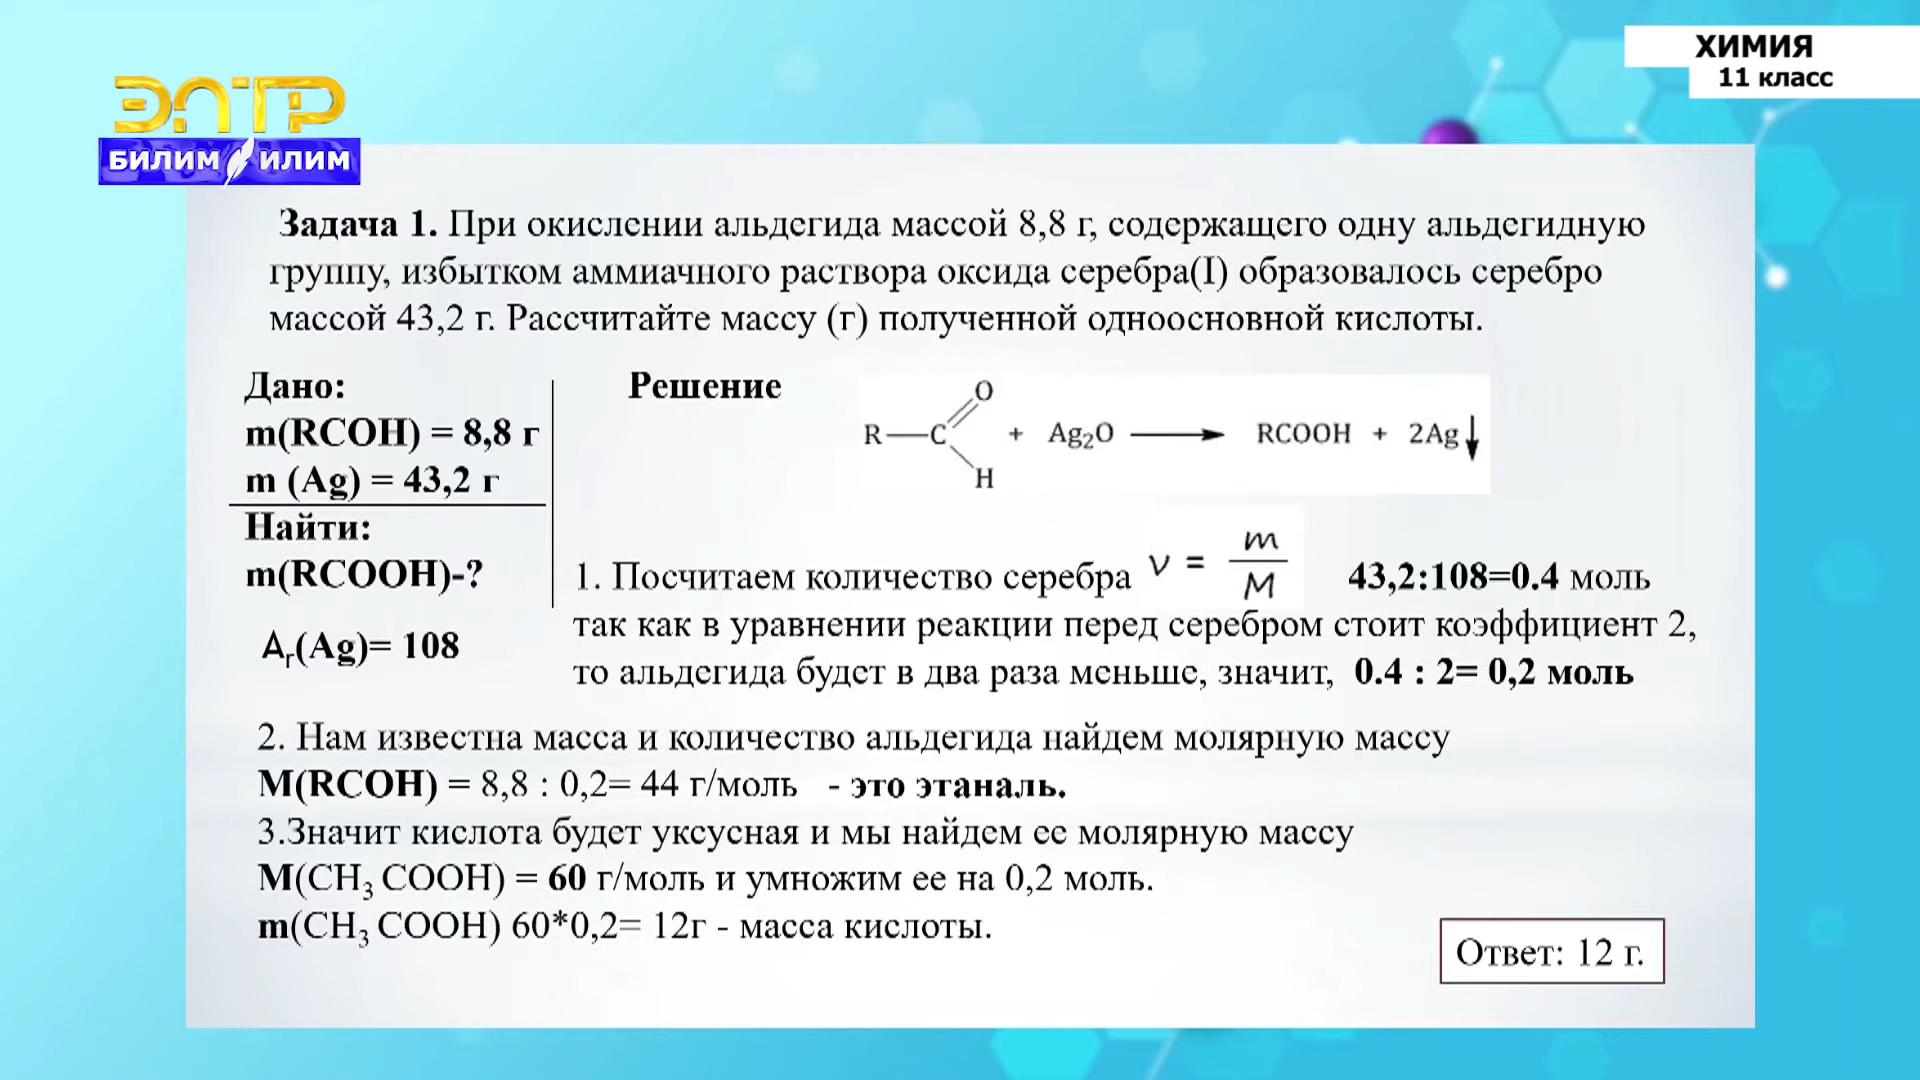 ХИМИЯ
11 класс
ЭЛТР
БИЛИМ ИЛИМ
Задача 1. При окислении альдегида массой 8,8 г, содержащего одну альдегидную
группу, избытком аммиачного раствора оксида серебра(I) образовалось серебро
массой 43,2 г. Рассчитайте массу (г) полученной одноосновной кислоты.
Дано:
m(RCOH) = 8,8 г
m (Ag) = 43,2 г
Найти:
m(RCOOH)-?
Ar(Ag)= 108
Решение
R—C O H + Ag₂O ⟶ RCOOH + 2Ag↓
1. Посчитаем количество серебра ν = m/M 43,2:108=0.4 моль
так как в уравнении реакции перед серебром стоит коэффициент 2,
то альдегида будет в два раза меньше, значит, 0.4 : 2= 0,2 моль
2. Нам известна масса и количество альдегида найдем молярную массу
M(RCOH) = 8,8 : 0,2= 44 г/моль - это этаналь.
3.Значит кислота будет уксусная и мы найдем ее молярную массу
M(CH₃ COOH) = 60 г/моль и умножим ее на 0,2 моль.
m(CH₃ COOH) 60*0,2= 12г - масса кислоты.
Ответ: 12 г.